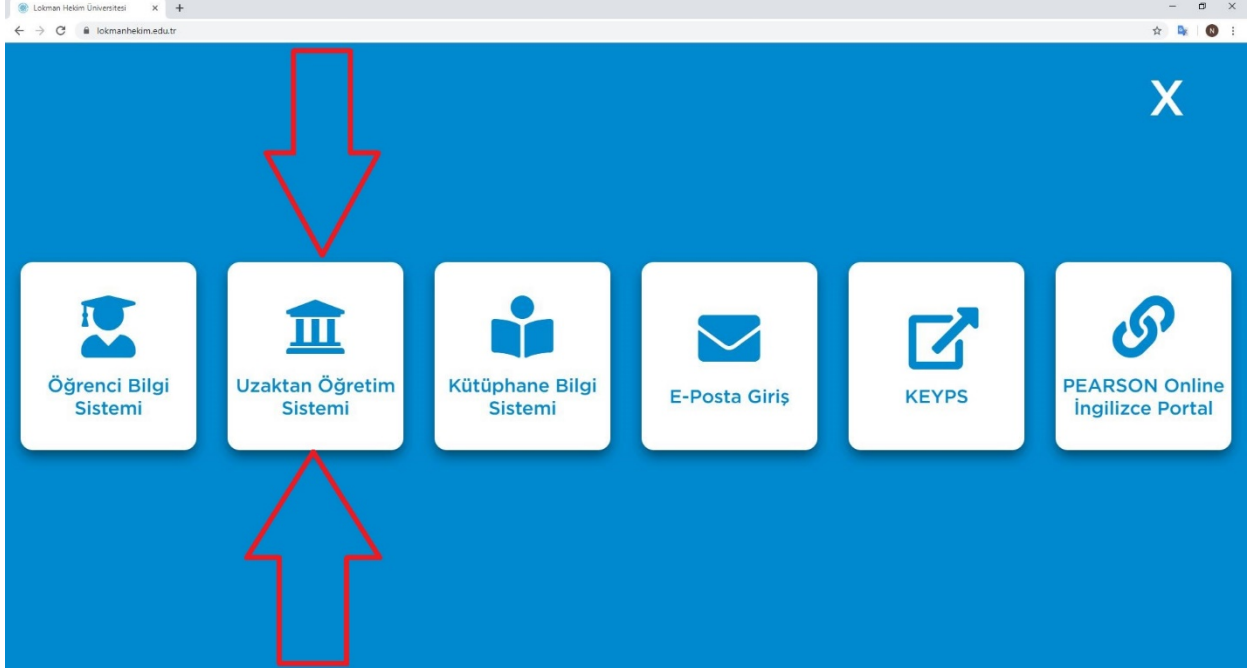 Lokman Hekim Üniversitesi
lokmanhekim.edu.tr
N
X
Öğrenci Bilgi
Sistemi
Uzaktan Öğretim
Sistemi
Kütüphane Bilgi
Sistemi
E-Posta Giriş
KEYPS
PEARSON Online
İngilizce Portal